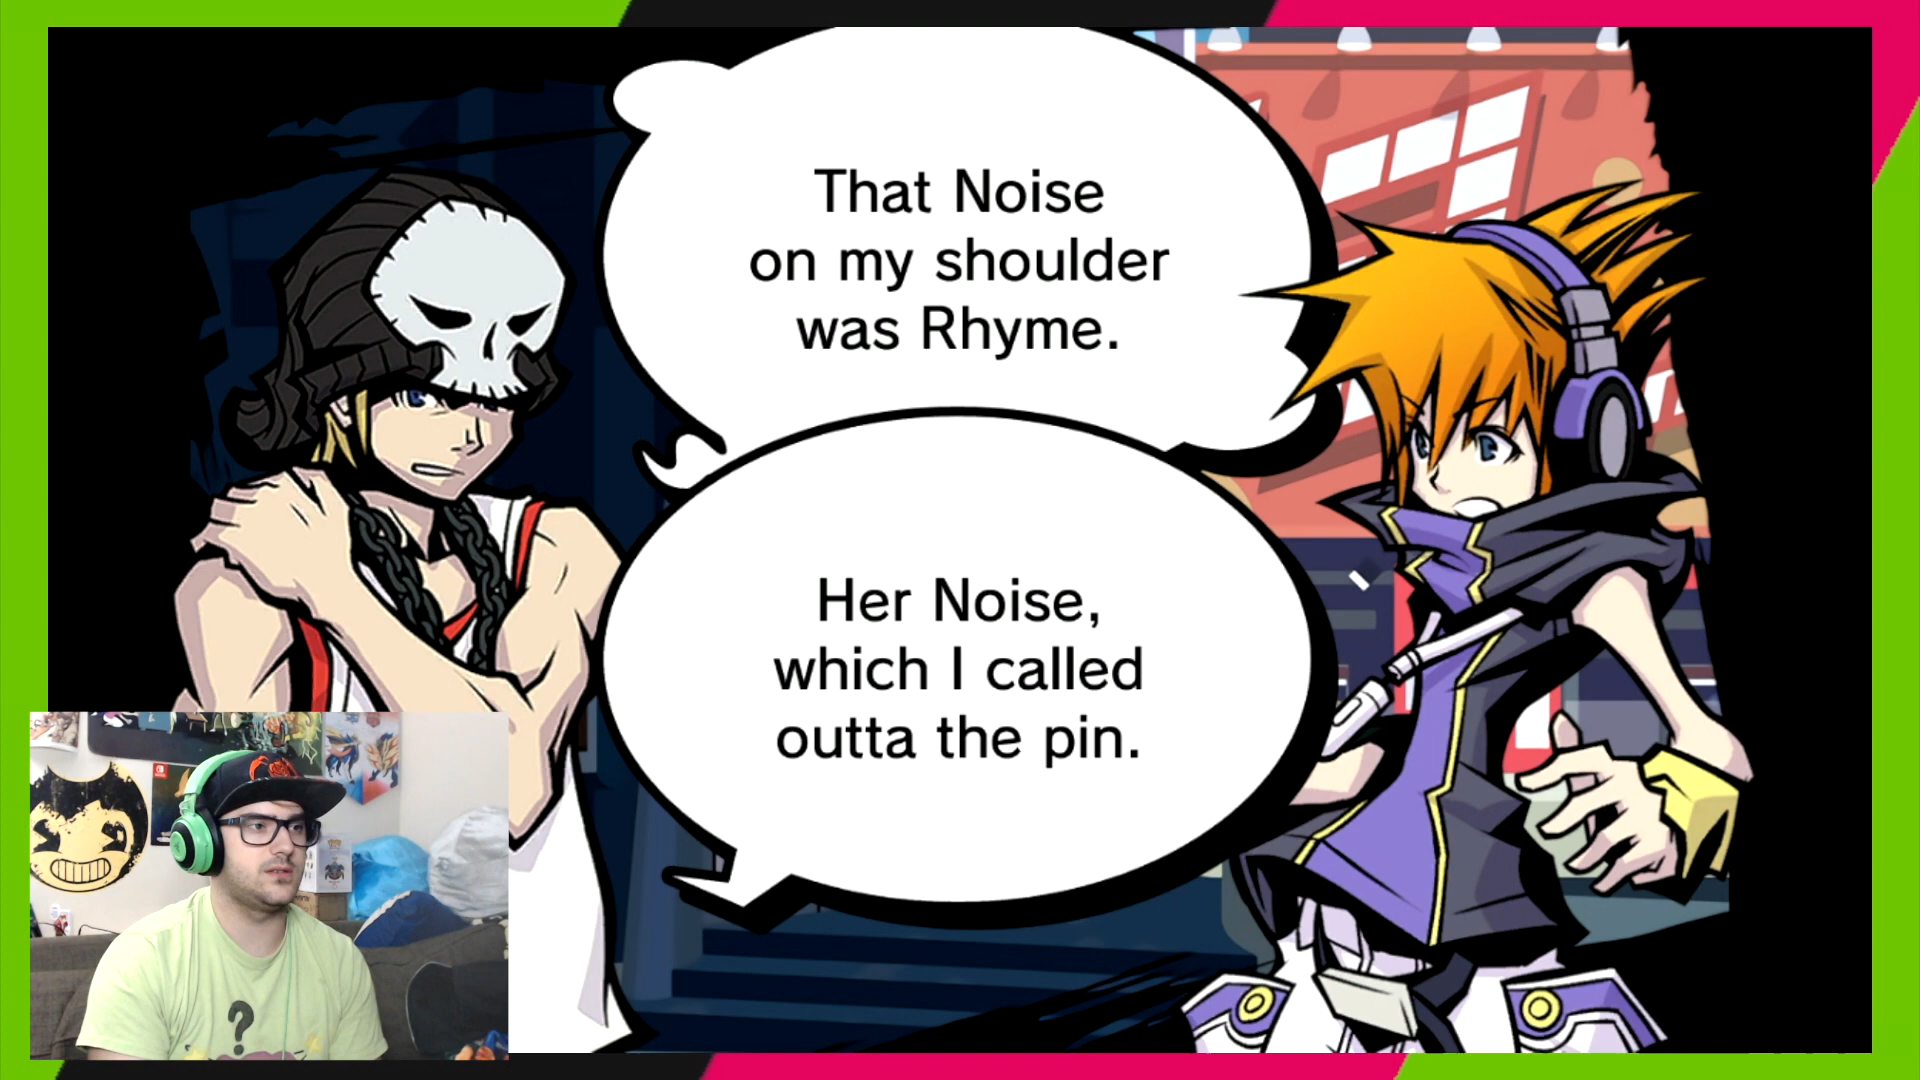 That Noise
on my shoulder
was Rhyme.
Her Noise,
which I called
outta the pin.
?